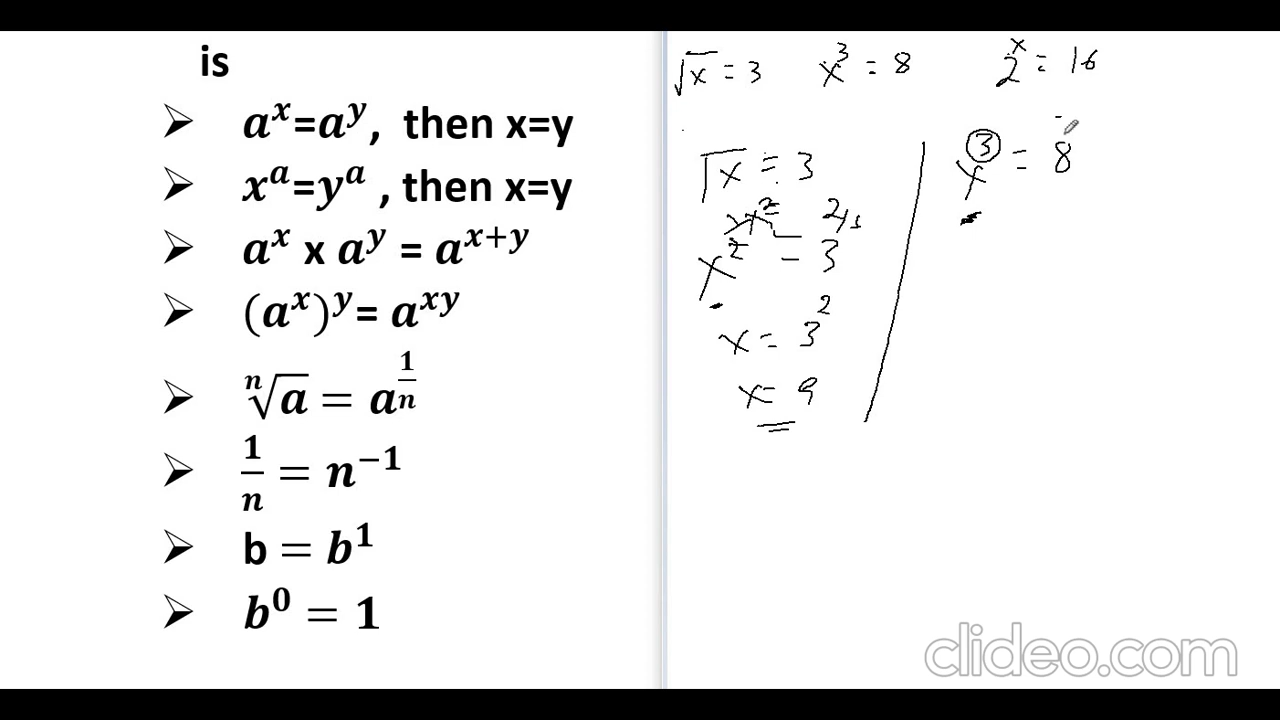 is
➢ aˣ=aʸ, then x=y
➢ xᵃ=yᵃ , then x=y
➢ aˣ x aʸ = aˣ⁺ʸ
➢ (aˣ)ʸ= aˣʸ
➢ ⁿ√a = a^(1/n)
➢ 1/n = n⁻¹
➢ b = b¹
➢ b⁰ = 1
√x = 3 x³ = 8 2ˣ = 16
√x = 3
x² = 3
x = 3²
x = 9
x³ = 8
clideo.com